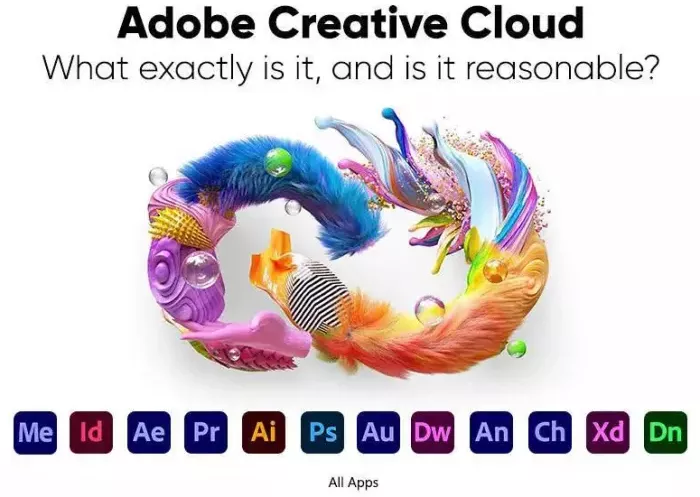 Adobe Creative Cloud
What exactly is it, and is it reasonable?
Me Id Ae Pr Ai Ps Au Dw An Ch Xd Dn
All Apps